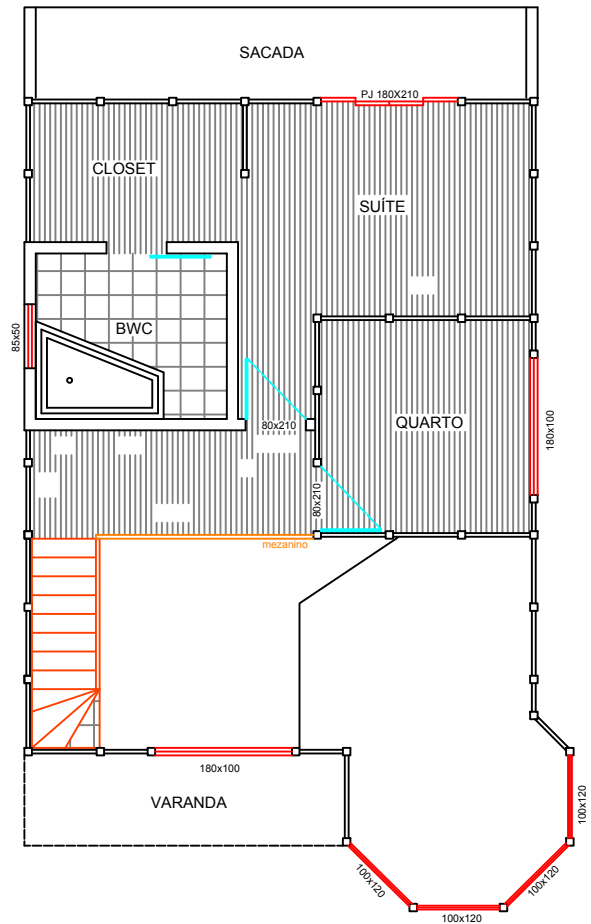 SACADA
PJ 180X210
CLOSET
SUÍTE
BWC
85x50
80x210
QUARTO
180x100
80x210
mezanino
180x100
VARANDA
100x120
100x120
100x120
100x120